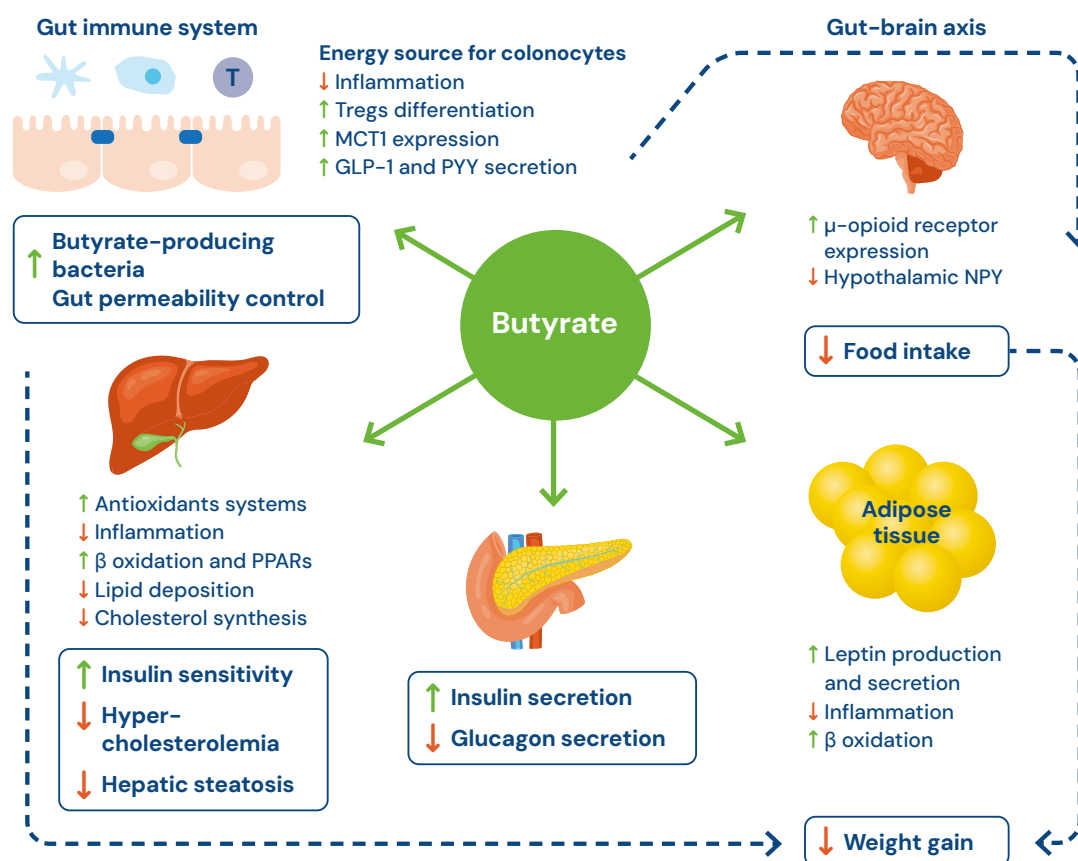 Gut immune system
T
Energy source for colonocytes
↓ Inflammation
↑ Tregs differentiation
↑ MCT1 expression
↑ GLP-1 and PYY secretion
Gut-brain axis
↑ Butyrate-producing
bacteria
Gut permeability control
Butyrate
↑ μ-opioid receptor
expression
↓ Hypothalamic NPY
↓ Food intake
↑ Antioxidants systems
↓ Inflammation
↑ β oxidation and PPARs
↓ Lipid deposition
↓ Cholesterol synthesis
↑ Insulin sensitivity
↓ Hyper-
cholesterolemia
↓ Hepatic steatosis
↑ Insulin secretion
↓ Glucagon secretion
Adipose
tissue
↑ Leptin production
and secretion
↓ Inflammation
↑ β oxidation
↓ Weight gain